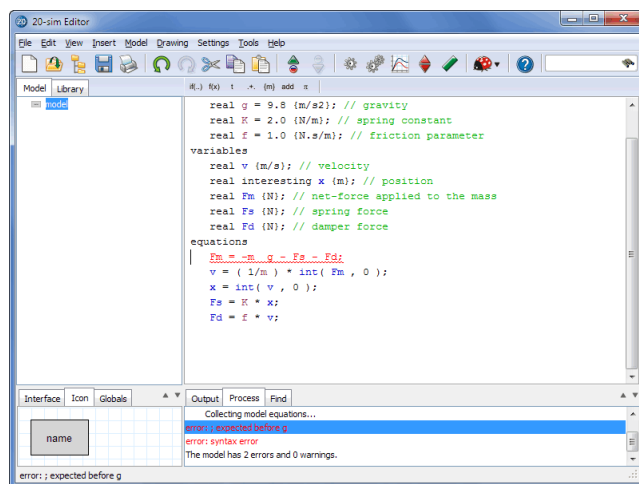 20-sim Editor
File Edit View Insert Model Drawing Settings Tools Help
Model Library
if(..) f(x) t .+. {m} add π
model
real g = 9.8 {m/s2}; // gravity
real K = 2.0 {N/m}; // spring constant
real f = 1.0 {N.s/m}; // friction parameter
variables
real v {m/s}; // velocity
real interesting x {m}; // position
real Fm {N}; // net-force applied to the mass
real Fs {N}; // spring force
real Fd {N}; // damper force
equations
Fm = -m  g - Fs - Fd;
v = ( 1/m ) * int( Fm , 0 );
x = int( v , 0 );
Fs = K * x;
Fd = f * v;
Interface Icon Globals
Output Process Find
name
Collecting model equations...
error: ; expected before g
error: syntax error
The model has 2 errors and 0 warnings.
error: ; expected before g